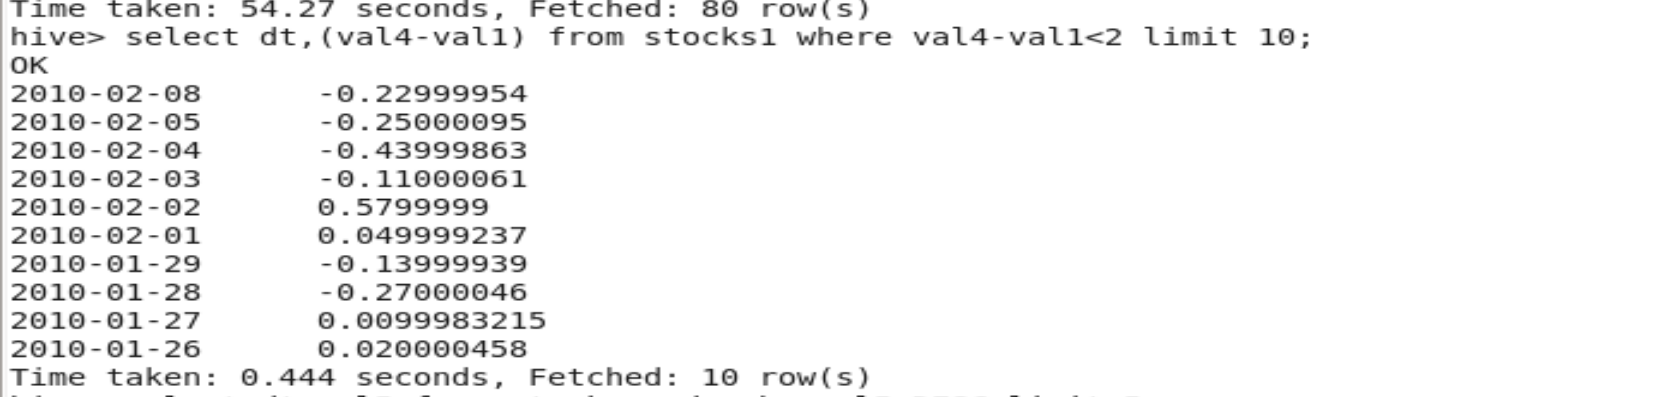 Time taken: 54.27 seconds, Fetched: 80 row(s)
hive> select dt,(val4-val1) from stocks1 where val4-val1<2 limit 10;
OK
2010-02-08 -0.22999954
2010-02-05 -0.25000095
2010-02-04 -0.43999863
2010-02-03 -0.11000061
2010-02-02 0.5799999
2010-02-01 0.049999237
2010-01-29 -0.13999939
2010-01-28 -0.27000046
2010-01-27 0.0099983215
2010-01-26 0.020000458
Time taken: 0.444 seconds, Fetched: 10 row(s)